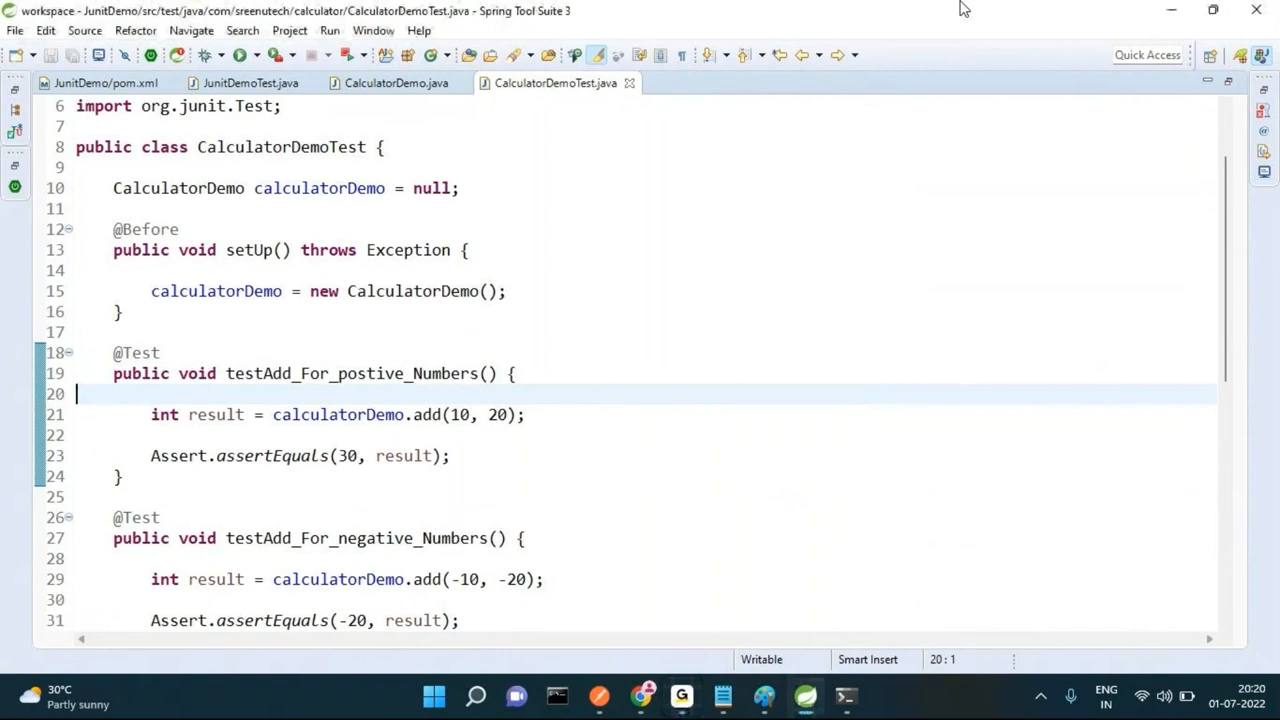 workspace - JunitDemo/src/test/java/com/sreenutech/calculator/CalculatorDemoTest.java - Spring Tool Suite 3
File Edit Source Refactor Navigate Search Project Run Window Help
Quick Access
JunitDemo/pom.xml JunitDemoTest.java CalculatorDemo.java CalculatorDemoTest.java
6 import org.junit.Test;
7
8 public class CalculatorDemoTest {
9
10 CalculatorDemo calculatorDemo = null;
11
12 @Before
13 public void setUp() throws Exception {
14
15 calculatorDemo = new CalculatorDemo();
16 }
17
18 @Test
19 public void testAdd_For_postive_Numbers() {
20
21 int result = calculatorDemo.add(10, 20);
22
23 Assert.assertEquals(30, result);
24 }
25
26 @Test
27 public void testAdd_For_negative_Numbers() {
28
29 int result = calculatorDemo.add(-10, -20);
30
31 Assert.assertEquals(-20, result);
Writable Smart Insert 20 : 1
30°C
Partly sunny
G
ENG
IN
20:20
01-07-2022